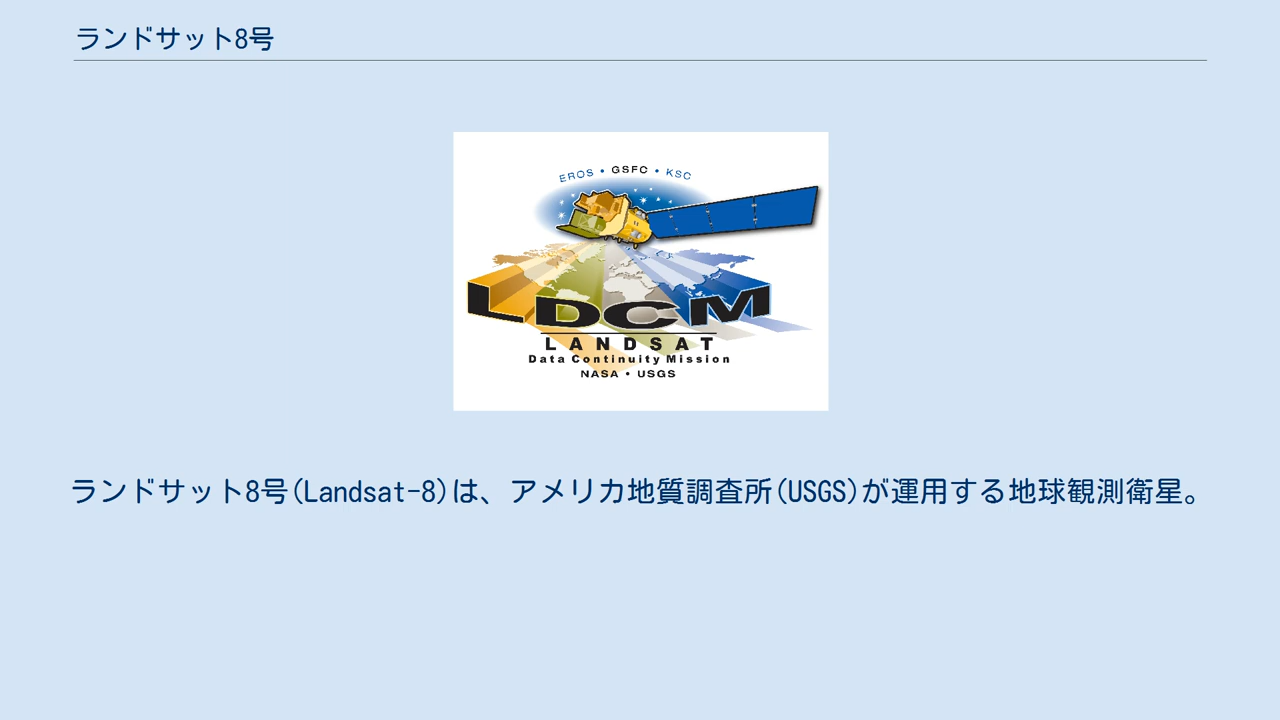 ランドサット8号
EROS • GSFC • KSC
LDCM
LANDSAT
Data Continuity Mission
NASA • USGS
ランドサット8号(Landsat-8)は、アメリカ地質調査所(USGS)が運用する地球観測衛星。